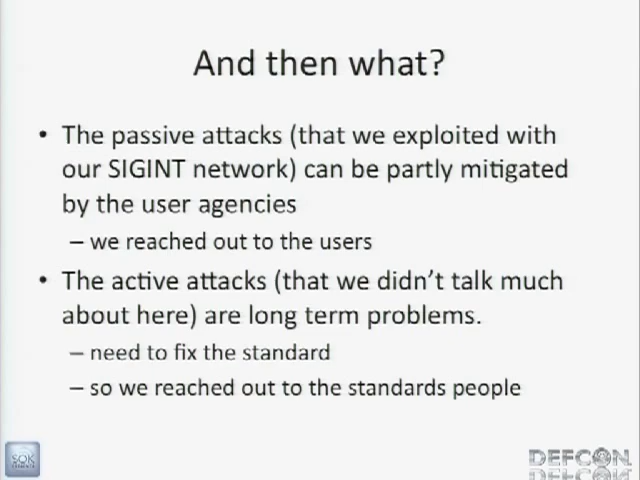 And then what?
• The passive attacks (that we exploited with
our SIGINT network) can be partly mitigated
by the user agencies
– we reached out to the users
• The active attacks (that we didn't talk much
about here) are long term problems.
– need to fix the standard
– so we reached out to the standards people
SOK
DEFCON